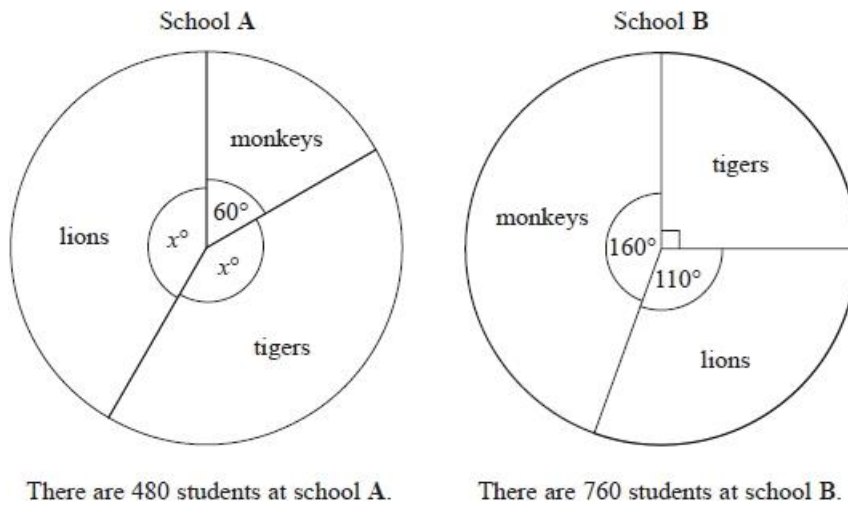 School A
monkeys
60°
lions
x°
x°
tigers
There are 480 students at school A.
School B
tigers
monkeys
160°
110°
lions
There are 760 students at school B.